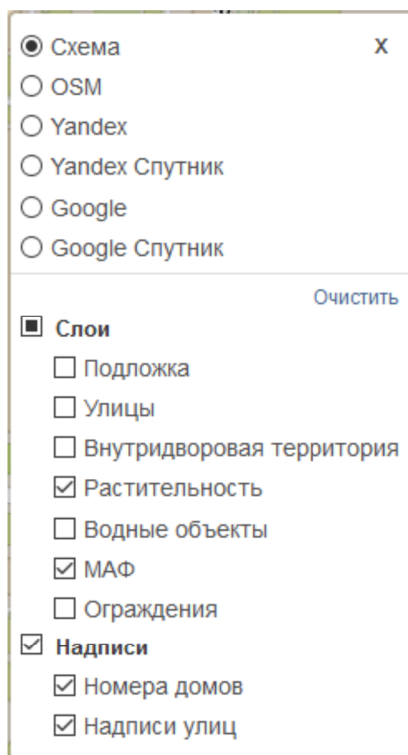 Схема X
OSM
Yandex
Yandex Спутник
Google
Google Спутник
Очистить
Слои
Подложка
Улицы
Внутридворовая территория
Растительность
Водные объекты
МАФ
Ограждения
Надписи
Номера домов
Надписи улиц